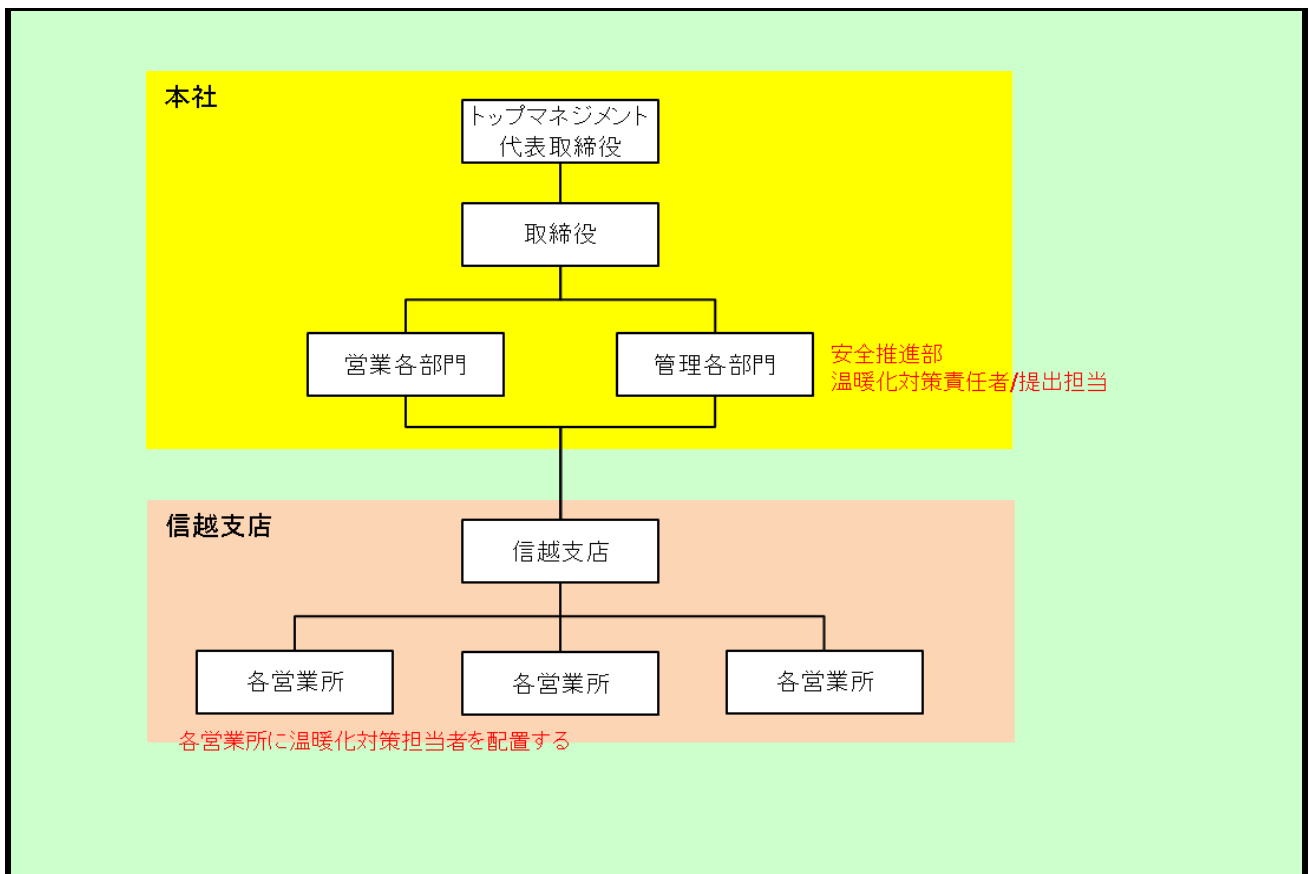 本社
トップマネジメント
代表取締役
取締役
営業各部門
管理各部門
安全推進部
温暖化対策責任者/提出担当
信越支店
信越支店
各営業所
各営業所
各営業所
各営業所に温暖化対策担当者を配置する